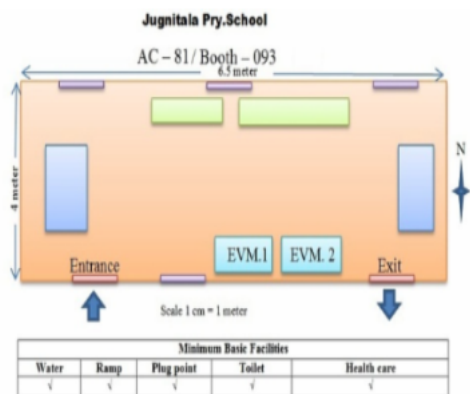 Jugnitala Pry.School
AC – 81/ Booth – 093
6.5 meter
4 meter
N
EVM.1 EVM. 2
Entrance Exit
Scale 1 cm = 1 meter
Minimum Basic Facilities
Water Ramp Plug point Toilet Health care
√ √ √ √ √